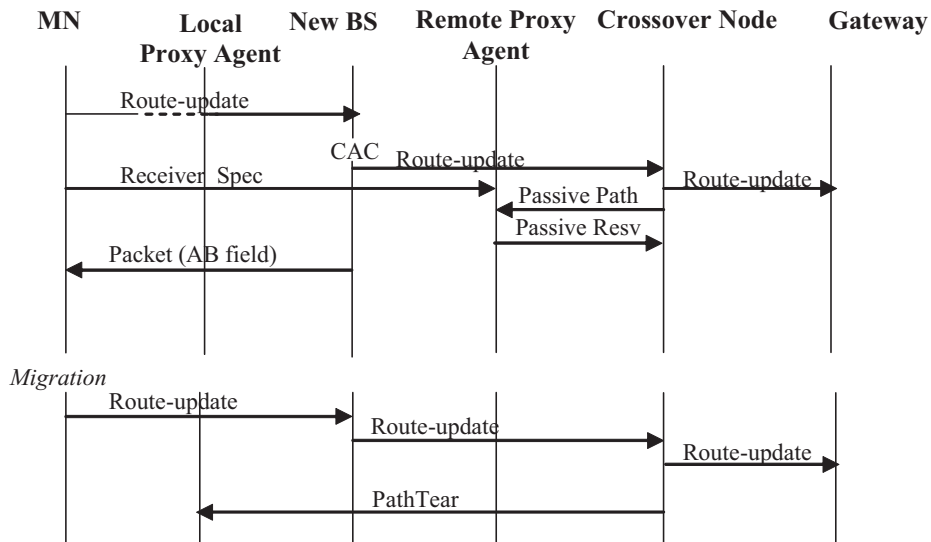 MN
Local
Proxy Agent
New BS
Remote Proxy
Agent
Crossover Node
Gateway
Route-update
CAC
Route-update
Receiver Spec
Route-update
Passive Path
Passive Resv
Packet (AB field)
Migration
Route-update
Route-update
Route-update
PathTear